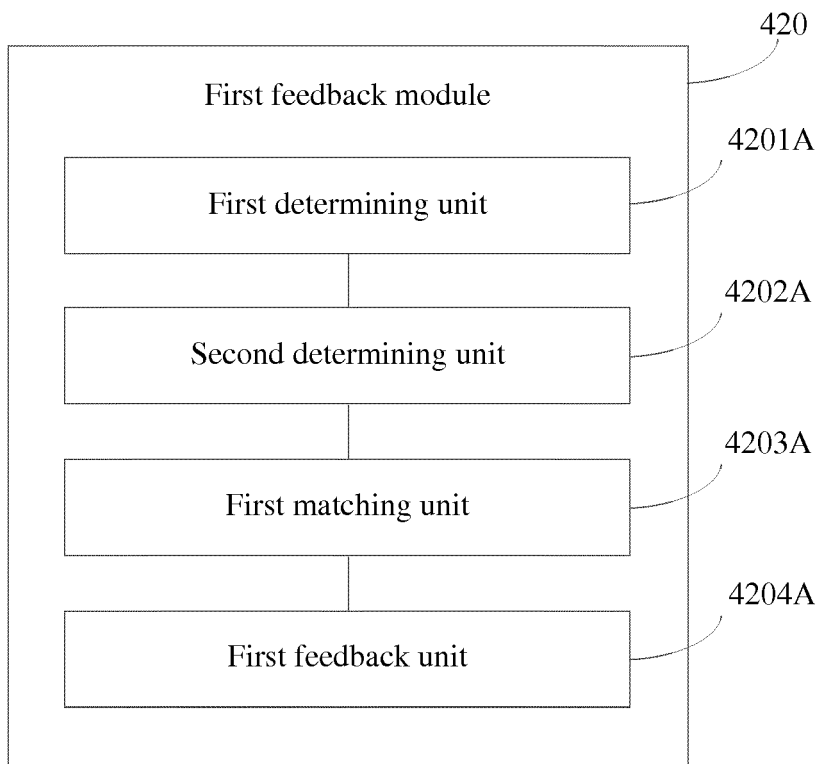 420
First feedback module
4201A
First determining unit
4202A
Second determining unit
4203A
First matching unit
4204A
First feedback unit